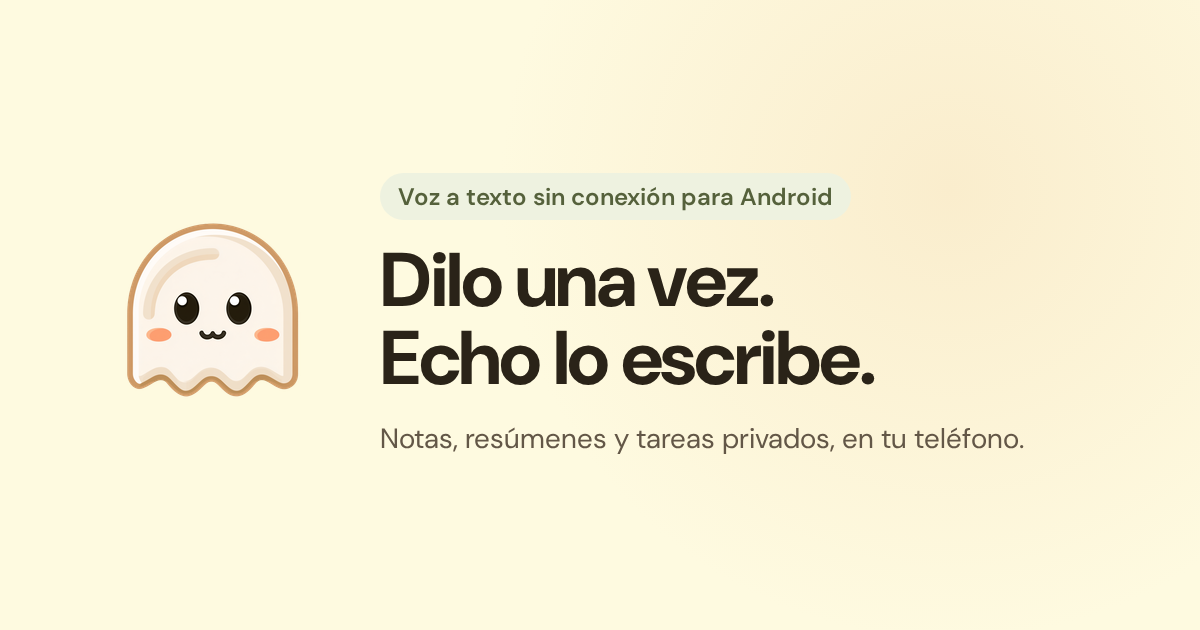 Voz a texto sin conexión para Android
Dilo una vez.
Echo lo escribe.
Notas, resúmenes y tareas privados, en tu teléfono.